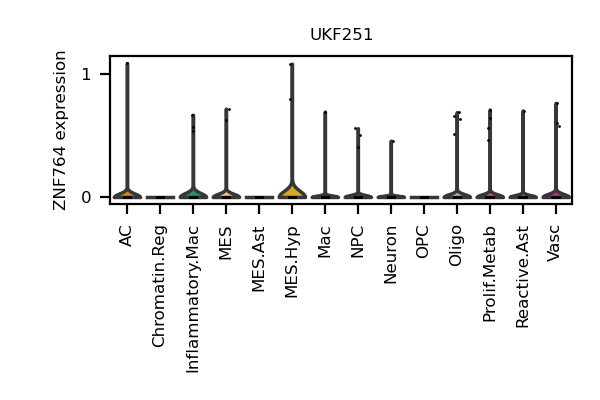 UKF251
ZNF764 expression
1
0
AC
Chromatin.Reg
Inflammatory.Mac
MES
MES.Ast
MES.Hyp
Mac
NPC
Neuron
OPC
Oligo
Prolif.Metab
Reactive.Ast
Vasc